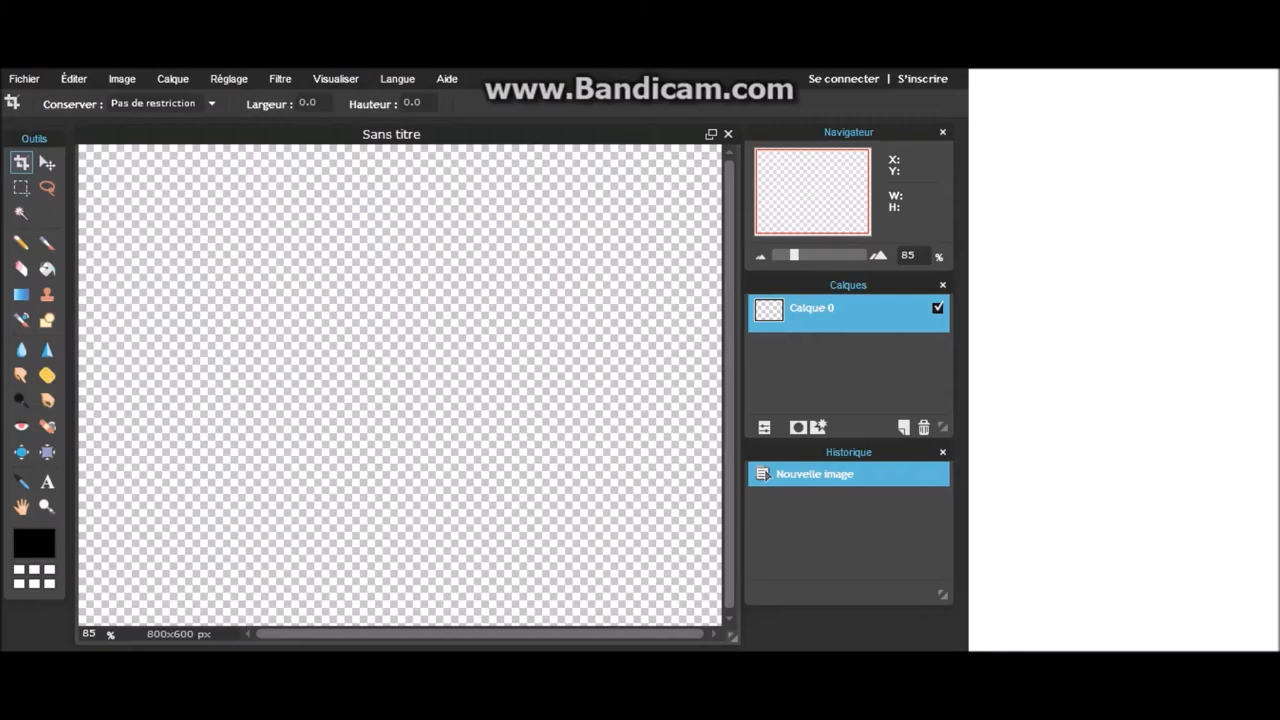 www.Bandicam.com
Fichier Éditer Image Calque Réglage Filtre Visualiser Langue Aide Se connecter | S'inscrire
Conserver : Pas de restriction Largeur : 0.0 Hauteur : 0.0
Outils
Sans titre
Navigateur
X:
Y:
W:
H:
85 %
Calques
Calque 0
Historique
Nouvelle image
A
85 % 800x600 px